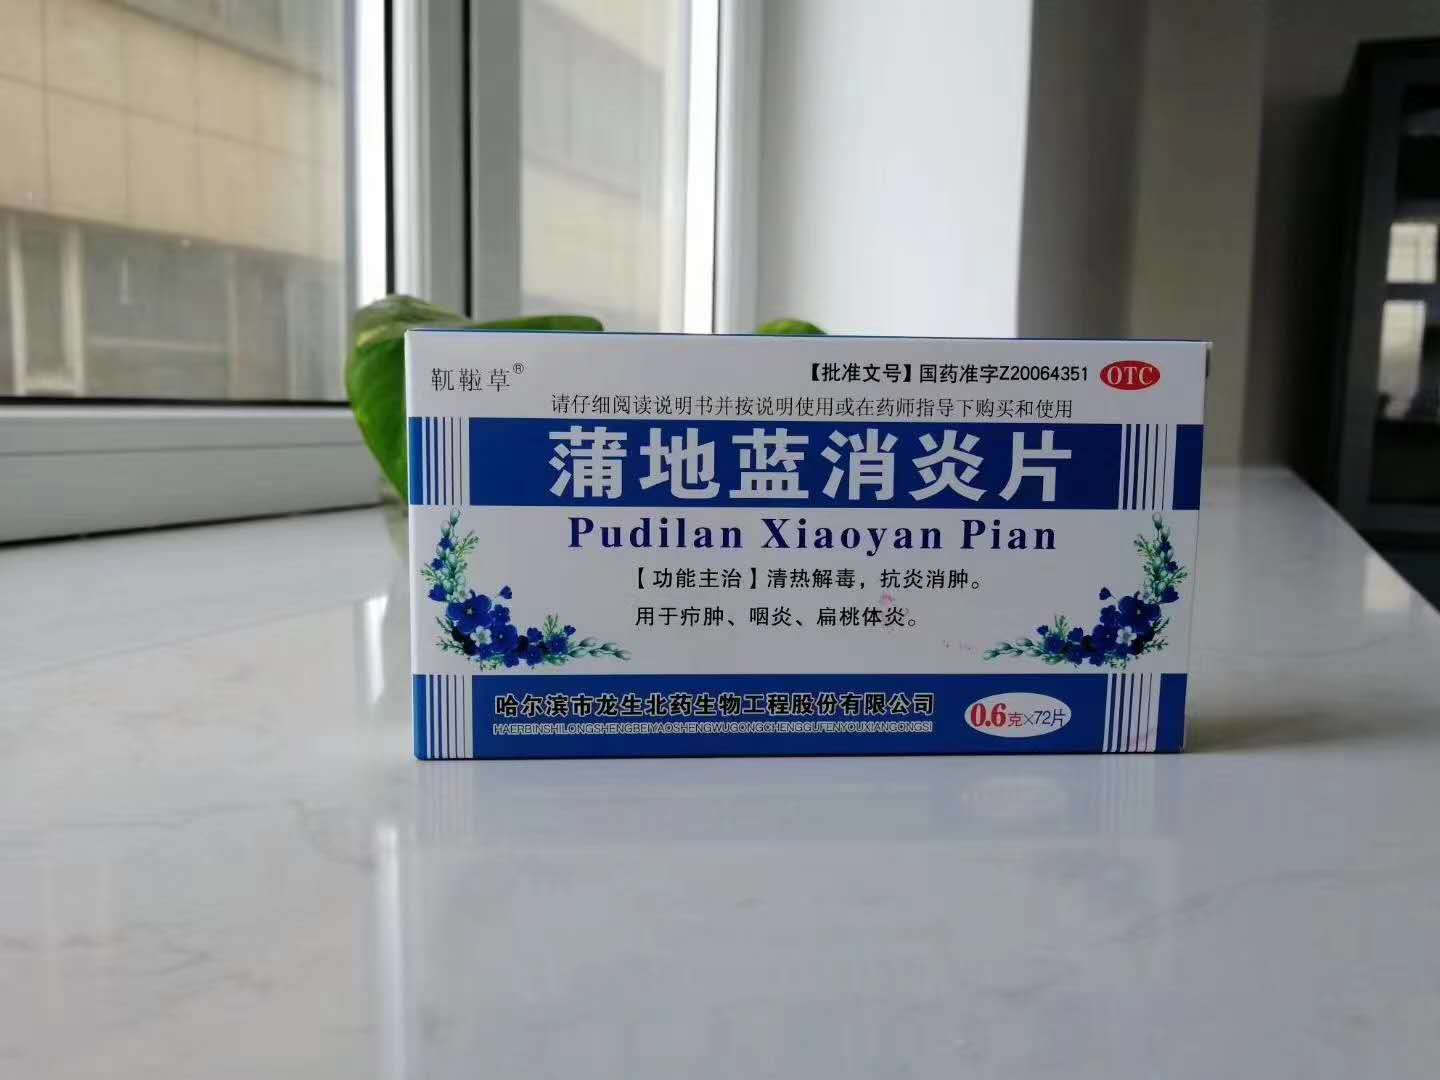 草®
【批准文号】国药准字Z20064351 OTC
请仔细阅读说明书并按说明使用或在药师指导下购买和使用
蒲地蓝消炎片
Pudilan Xiaoyan Pian
【功能主治】清热解毒，抗炎消肿。
用于疖肿、咽炎、扁桃体炎。
哈尔滨市龙生北药生物工程股份有限公司
HAERBINSHILONGSHENGBEIYAOSHENGWUGONGCHENGGUFENYOUXIANGONGSI
0.6克×72片